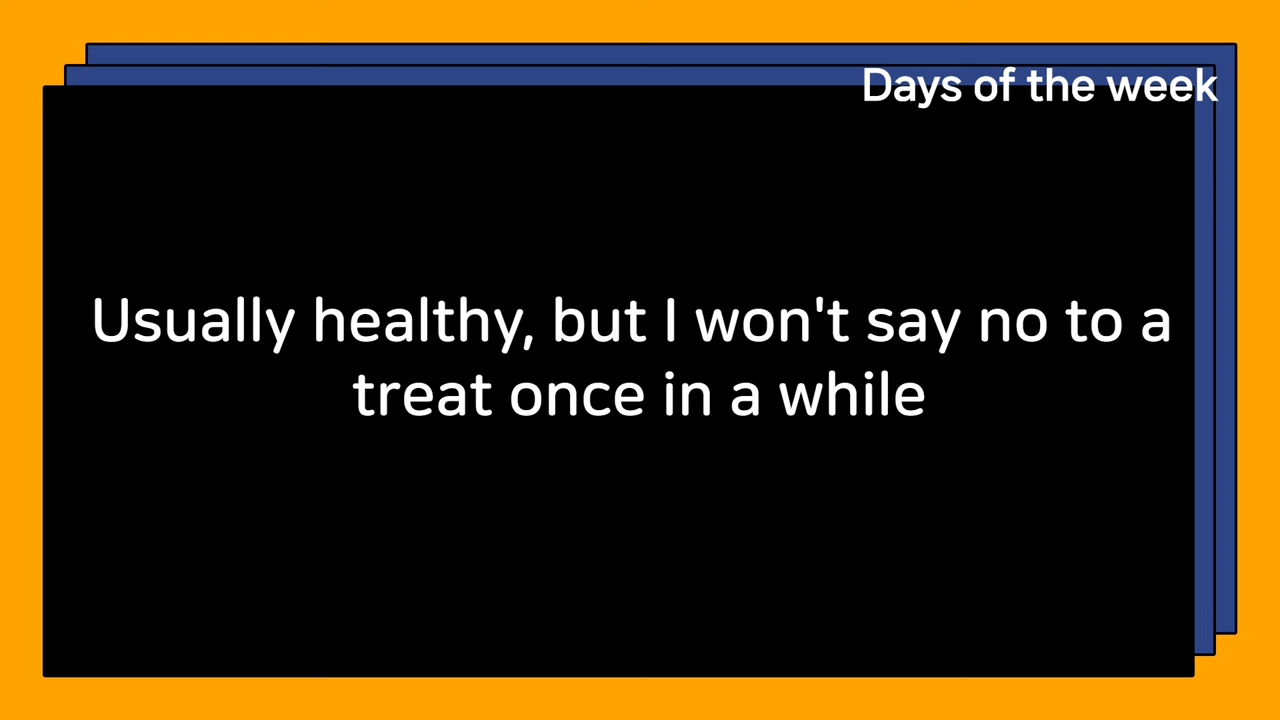 Days of the week
Usually healthy, but I won't say no to a
treat once in a while